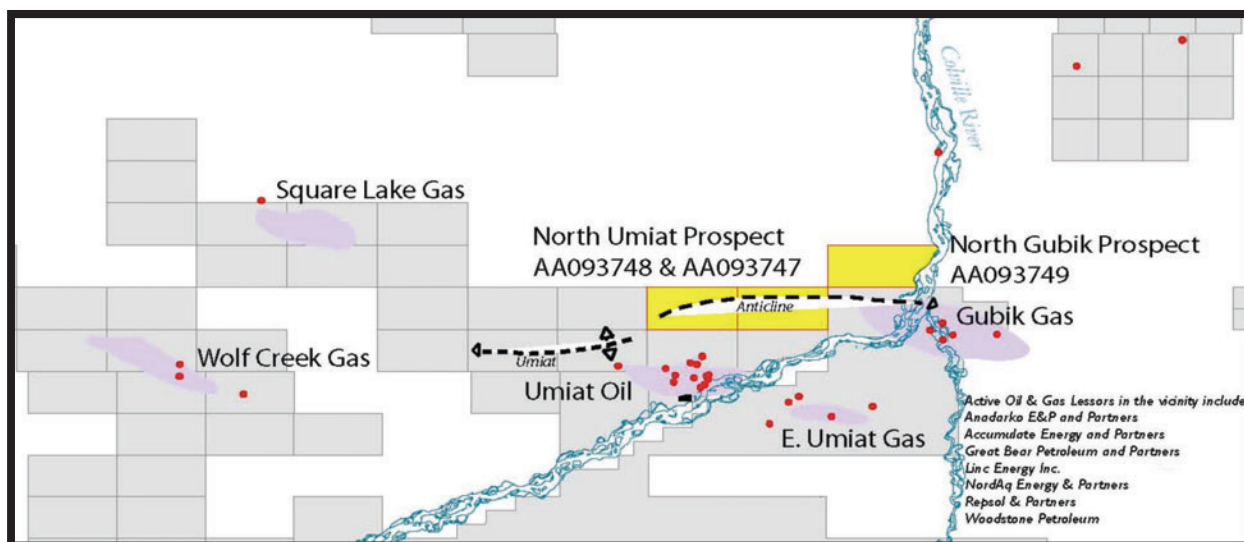 Colville River
Square Lake Gas
North Umiat Prospect
AA093748 & AA093747
North Gubik Prospect
AA093749
Anticline
Gubik Gas
Wolf Creek Gas
Umiat
Umiat Oil
E. Umiat Gas
Active Oil & Gas Lessors in the vicinity include
Anadarko E&P and Partners
Accumulate Energy and Partners
Great Bear Petroleum and Partners
Linc Energy Inc.
NordAq Energy & Partners
Repsol & Partners
Woodstone Petroleum